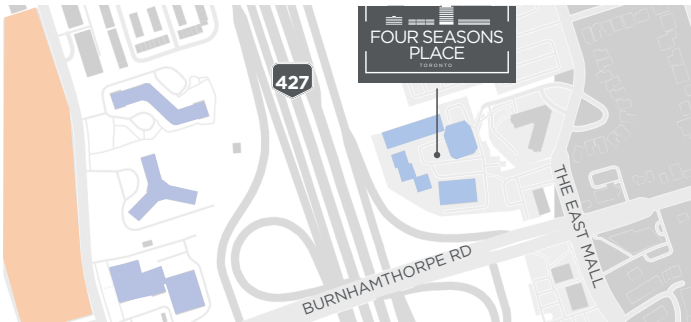 FOUR SEASONS
PLACE
TORONTO
427
THE EAST MALL
BURNHAMTHORPE RD